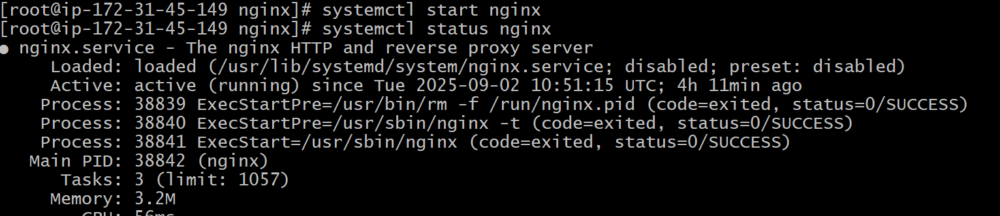 [root@ip-172-31-45-149 nginx]# systemctl start nginx
[root@ip-172-31-45-149 nginx]# systemctl status nginx
● nginx.service - The nginx HTTP and reverse proxy server
     Loaded: loaded (/usr/lib/systemd/system/nginx.service; disabled; preset: disabled)
     Active: active (running) since Tue 2025-09-02 10:51:15 UTC; 4h 11min ago
    Process: 38839 ExecStartPre=/usr/bin/rm -f /run/nginx.pid (code=exited, status=0/SUCCESS)
    Process: 38840 ExecStartPre=/usr/sbin/nginx -t (code=exited, status=0/SUCCESS)
    Process: 38841 ExecStart=/usr/sbin/nginx (code=exited, status=0/SUCCESS)
   Main PID: 38842 (nginx)
      Tasks: 3 (limit: 1057)
     Memory: 3.2M
        CPU: 56ms